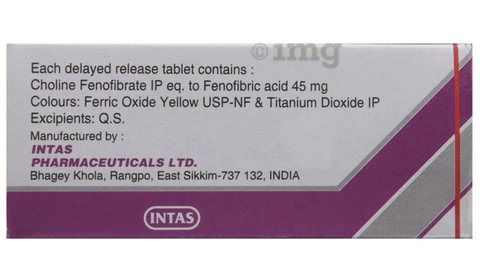 1mg
Each delayed release tablet contains :
Choline Fenofibrate IP eq. to Fenofibric acid 45 mg
Colours: Ferric Oxide Yellow USP-NF & Titanium Dioxide IP
Excipients: Q.S.
Manufactured by :
INTAS
PHARMACEUTICALS LTD.
Bhagey Khola, Rangpo, East Sikkim-737 132, INDIA
INTAS